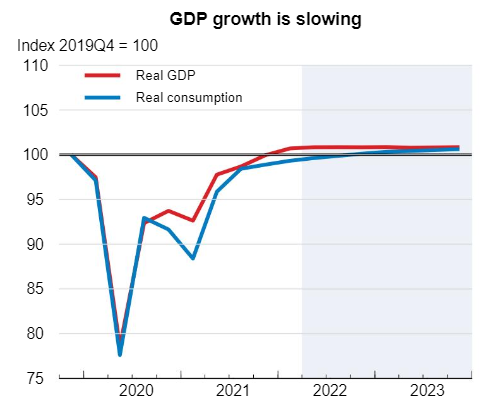 GDP growth is slowing
Index 2019Q4 = 100
110
Real GDP
Real consumption
105
100
95
90
85
80
75
2020 2021 2022 2023